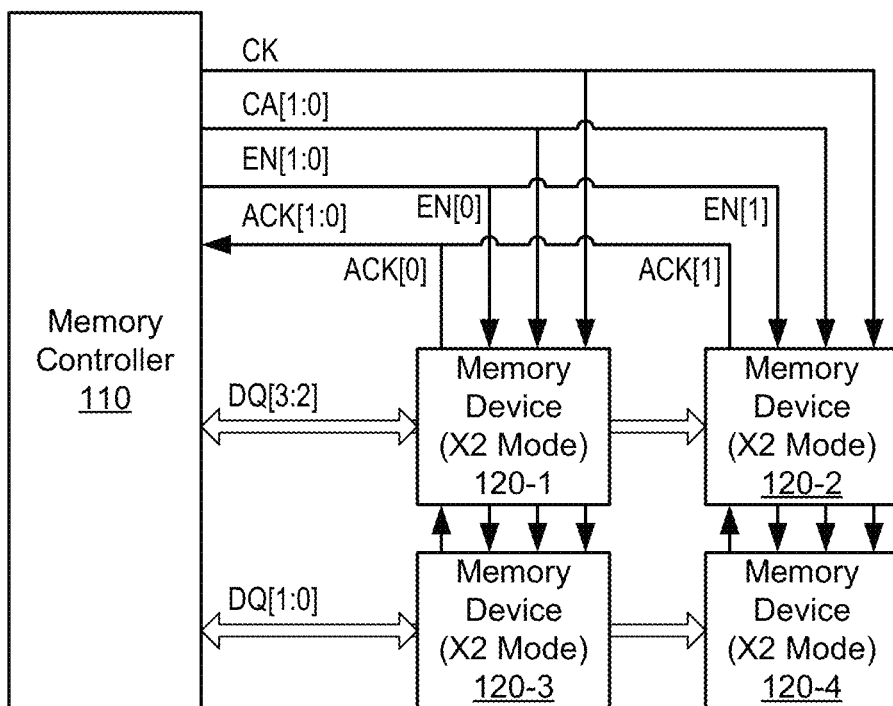 CK
CA[1:0]
EN[1:0]
EN[0]
EN[1]
ACK[1:0]
ACK[0]
ACK[1]
Memory
Controller
110
DQ[3:2]
Memory
Device
(X2 Mode)
120-1
Memory
Device
(X2 Mode)
120-2
DQ[1:0]
Memory
Device
(X2 Mode)
120-3
Memory
Device
(X2 Mode)
120-4